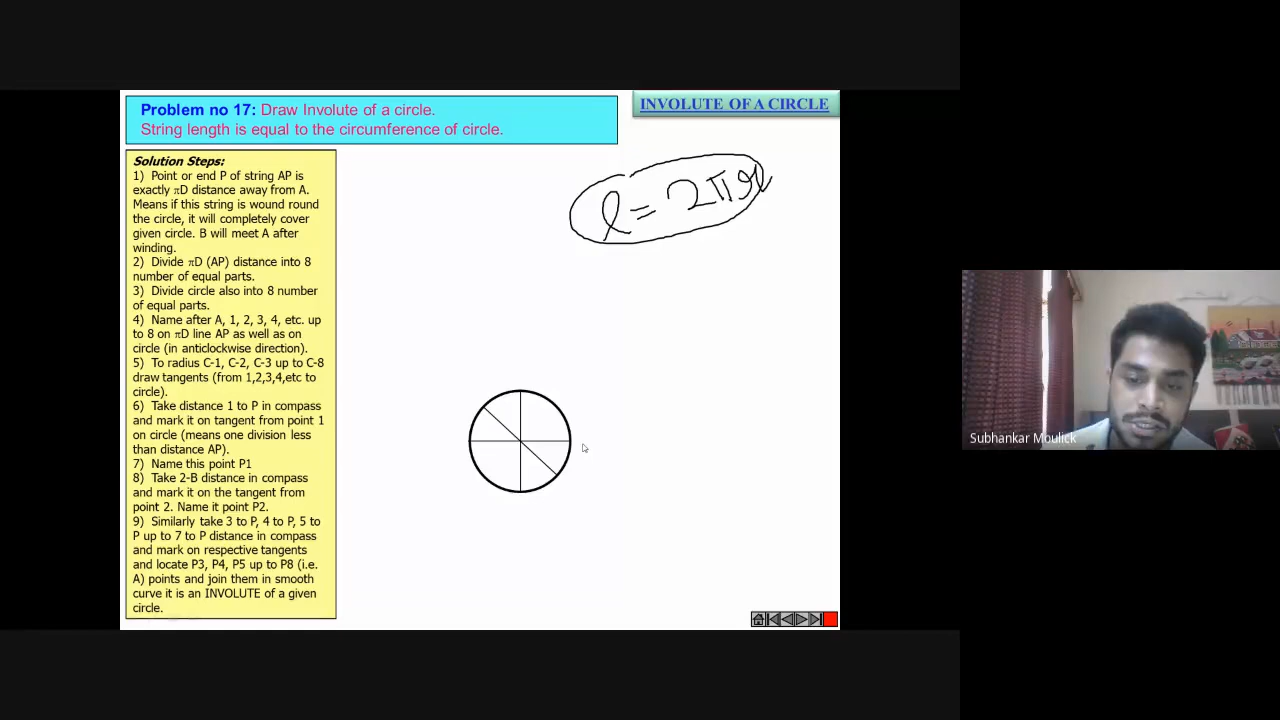 Problem no 17: Draw Involute of a circle.
String length is equal to the circumference of circle.
INVOLUTE OF A CIRCLE
Solution Steps:
1) Point or end P of string AP is
exactly πD distance away from A.
Means if this string is wound round
the circle, it will completely cover
given circle. B will meet A after
winding.
2) Divide πD (AP) distance into 8
number of equal parts.
3) Divide circle also into 8 number
of equal parts.
4) Name after A, 1, 2, 3, 4, etc. up
to 8 on πD line AP as well as on
circle (in anticlockwise direction).
5) To radius C-1, C-2, C-3 up to C-8
draw tangents (from 1,2,3,4,etc to
circle).
6) Take distance 1 to P in compass
and mark it on tangent from point 1
on circle (means one division less
than distance AP).
7) Name this point P1
8) Take 2-B distance in compass
and mark it on the tangent from
point 2. Name it point P2.
9) Similarly take 3 to P, 4 to P, 5 to
P up to 7 to P distance in compass
and mark on respective tangents
and locate P3, P4, P5 up to P8 (i.e.
A) points and join them in smooth
curve it is an INVOLUTE of a given
circle.
l = 2πr
Subhankar Moulick